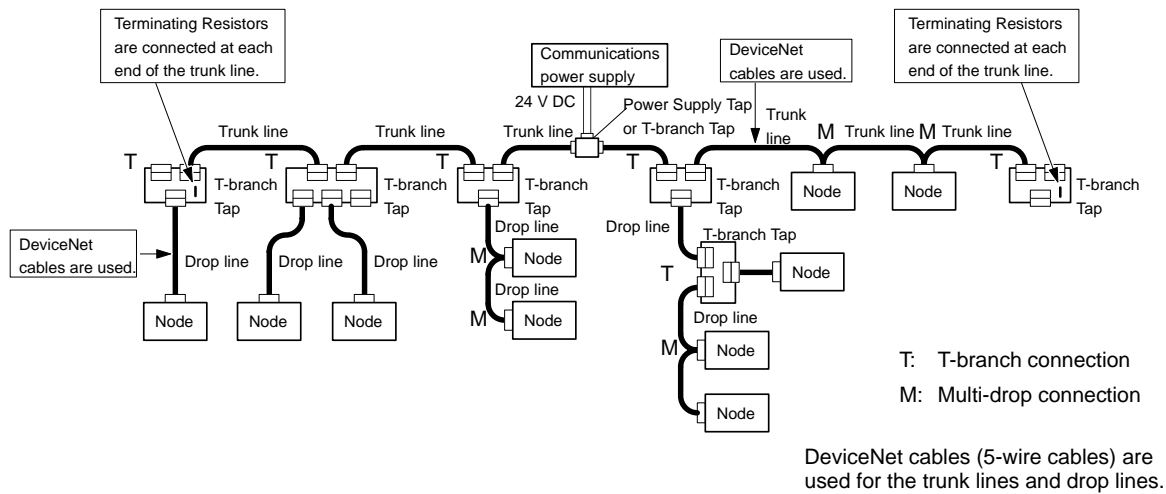 Terminating Resistors
are connected at each
end of the trunk line.
Communications
power supply
DeviceNet
cables are used.
Terminating Resistors
are connected at each
end of the trunk line.
24 V DC
Power Supply Tap
or T-branch Tap
Trunk line
Trunk line
Trunk line
Trunk
line
M
Trunk line
M
Trunk line
T
T
T
T
T
T-branch
Tap
T-branch
Tap
T-branch
Tap
T-branch
Tap
T-branch
Tap
Node
Node
DeviceNet
cables are used.
Drop line
Drop line
Drop line
Drop line
M
Node
Drop line
M
Node
Drop line
T-branch Tap
T
Node
Drop line
M
Node
Node
Node
Node
Node
T: T-branch connection
M: Multi-drop connection
DeviceNet cables (5-wire cables) are
used for the trunk lines and drop lines.